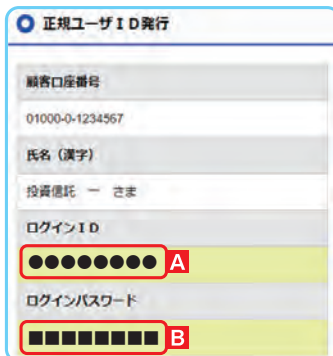 正規ユーザID発行
顧客口座番号
01000-0-1234567
氏名（漢字）
投資信託　一　さま
ログインID
●●●●●●●● A
ログインパスワード
■■■■■■■■ B